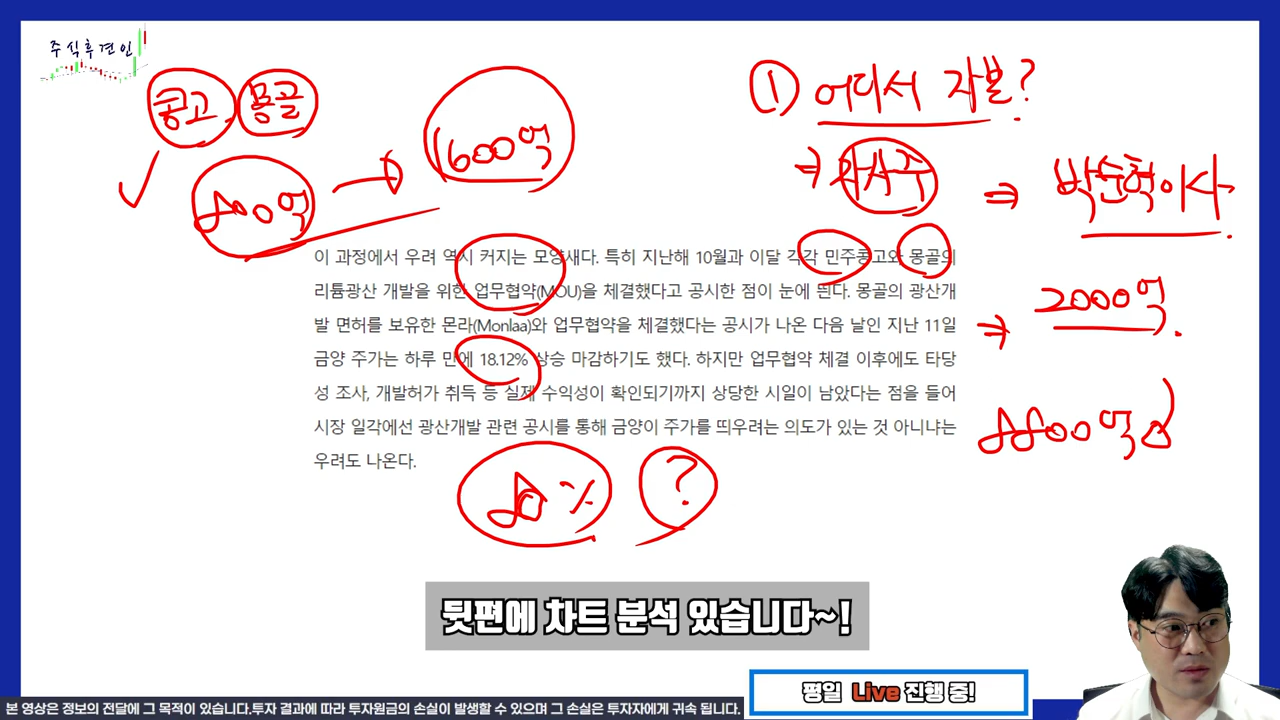 주식후견인
콩고 몽골
1600억
① 어디서 자본?
⇒ 자사주 ⇒ 박순혁이사
이 과정에서 우려 역시 커지는 모양새다. 특히 지난해 10월과 이달 각각 민주콩고와 몽골의
리튬광산 개발을 위한 업무협약(MOU)을 체결했다고 공시한 점이 눈에 띈다. 몽골의 광산개
발 면허를 보유한 몬라(Monlaa)와 업무협약을 체결했다는 공시가 나온 다음 날인 지난 11일
금양 주가는 하루 만에 18.12% 상승 마감하기도 했다. 하지만 업무협약 체결 이후에도 타당
성 조사, 개발허가 취득 등 실제 수익성이 확인되기까지 상당한 시일이 남았다는 점을 들어
시장 일각에선 광산개발 관련 공시를 통해 금양이 주가를 띄우려는 의도가 있는 것 아니냐는
우려도 나온다.
⇒ 2000억
?
뒷편에 차트 분석 있습니다~!
평일 Live 진행 중!
본 영상은 정보의 전달에 그 목적이 있습니다.투자 결과에 따라 투자원금의 손실이 발생할 수 있으며 그 손실은 투자자에게 귀속 됩니다.